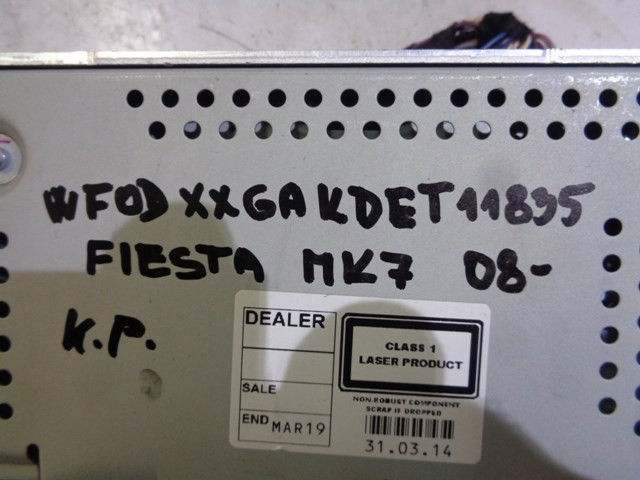 WF0DXXGAKDET11835
FIESTA MK7 08-
K.P.
DEALER
SALE
END MAR19
CLASS 1
LASER PRODUCT
NON ROBUST COMPONENT
SCRAP IF DROPPED
31.03.14